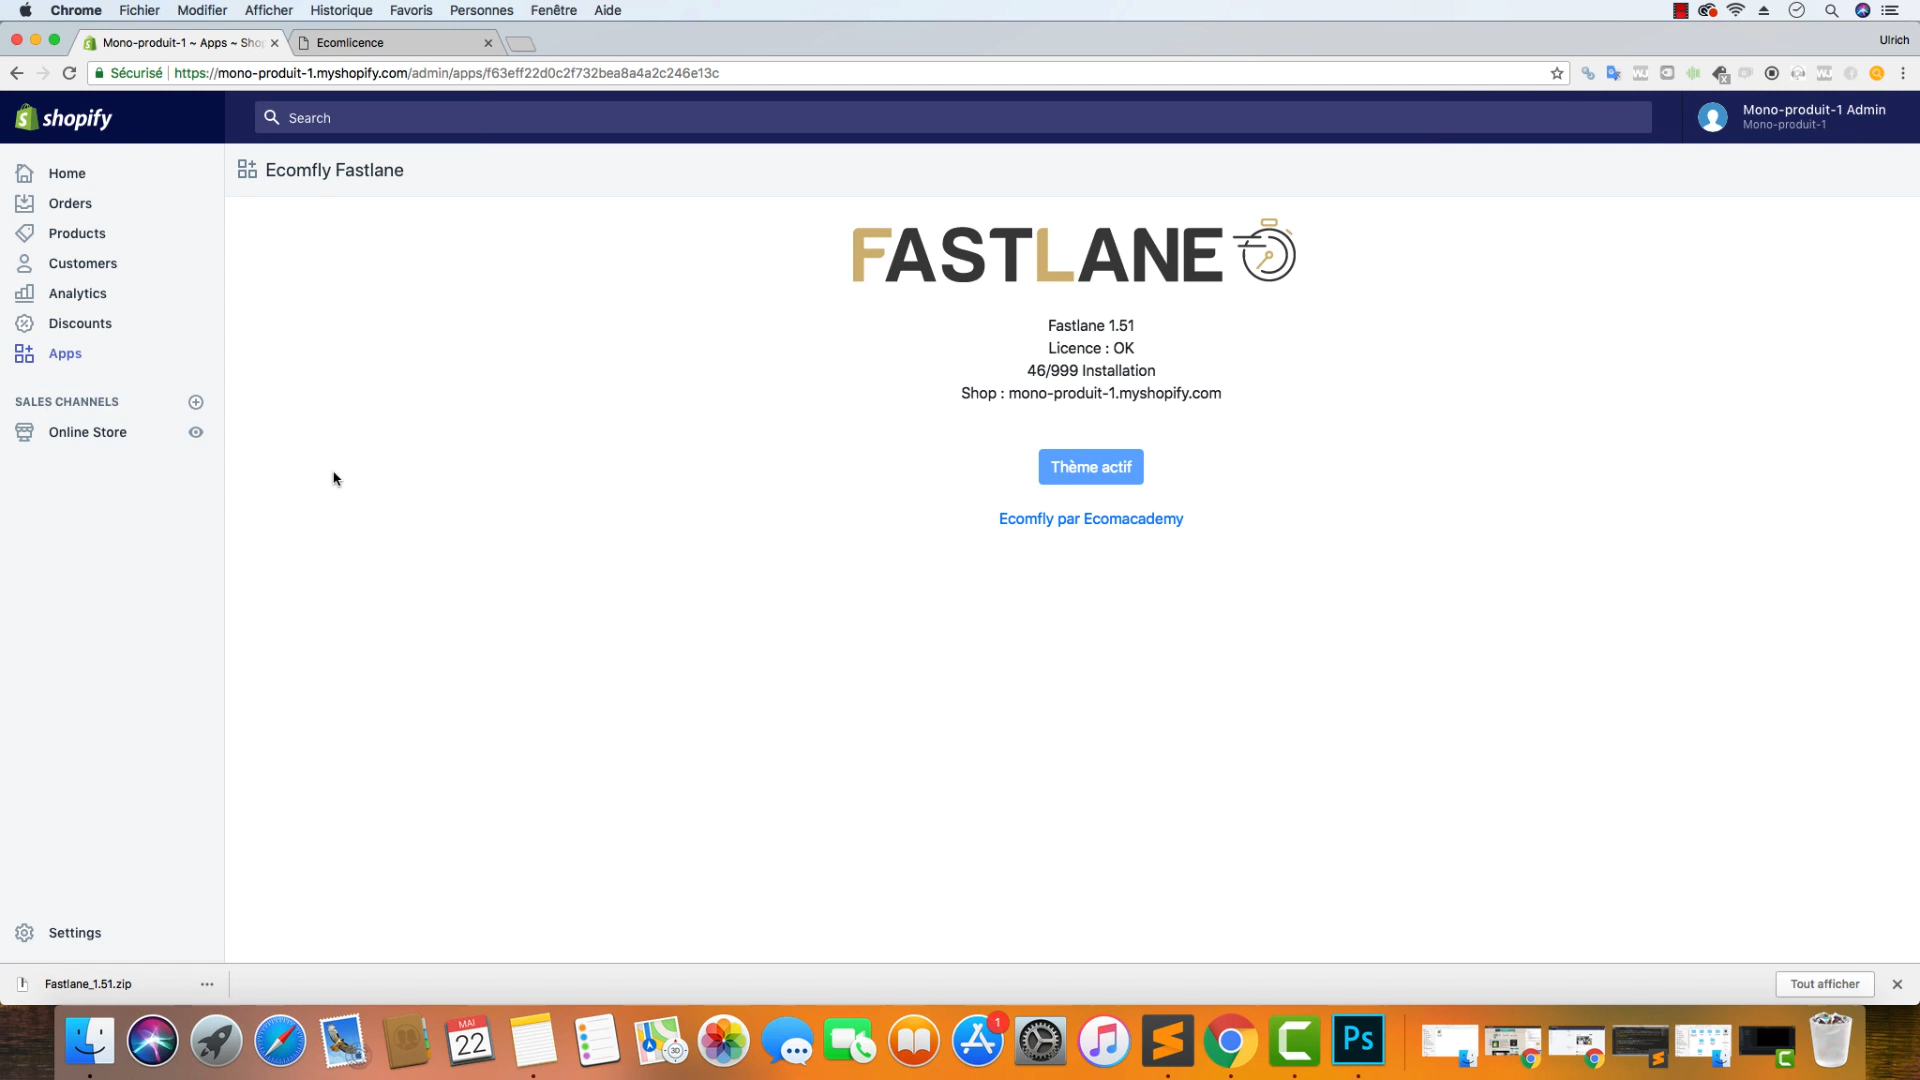 Chrome Fichier Modifier Afficher Historique Favoris Personnes Fenêtre Aide
Mono-produit-1 ~ Apps ~ Sho
Ecomlicence
Ulrich
Sécurisé https://mono-produit-1.myshopify.com/admin/apps/f63eff22d0c2f732bea8a4a2c246e13c
shopify
Search
Mono-produit-1 Admin
Mono-produit-1
Home
Orders
Products
Customers
Analytics
Discounts
Apps
SALES CHANNELS
Online Store
Settings
Ecomfly Fastlane
FASTLANE
Fastlane 1.51
Licence : OK
46/999 Installation
Shop : mono-produit-1.myshopify.com
Thème actif
Ecomfly par Ecomacademy
Fastlane_1.51.zip
Tout afficher
MAI
22
3D
1
Ps